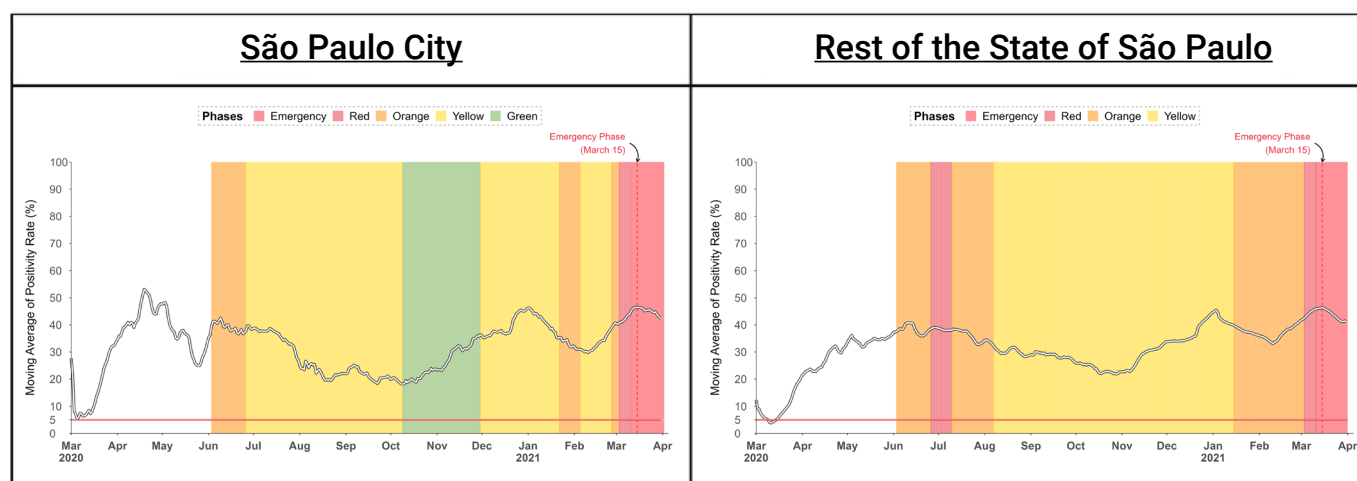 São Paulo City
Rest of the State of São Paulo
Phases Emergency Red Orange Yellow Green
Emergency Phase
(March 15)
Moving Average of Positivity Rate (%)
100
90
80
70
60
50
40
30
20
10
5
0
Mar Apr May Jun Jul Aug Sep Oct Nov Dec Jan Feb Mar Apr
2020 2021
Phases Emergency Red Orange Yellow
Emergency Phase
(March 15)
Moving Average of Positivity Rate (%)
100
90
80
70
60
50
40
30
20
10
5
0
Mar Apr May Jun Jul Aug Sep Oct Nov Dec Jan Feb Mar Apr
2020 2021